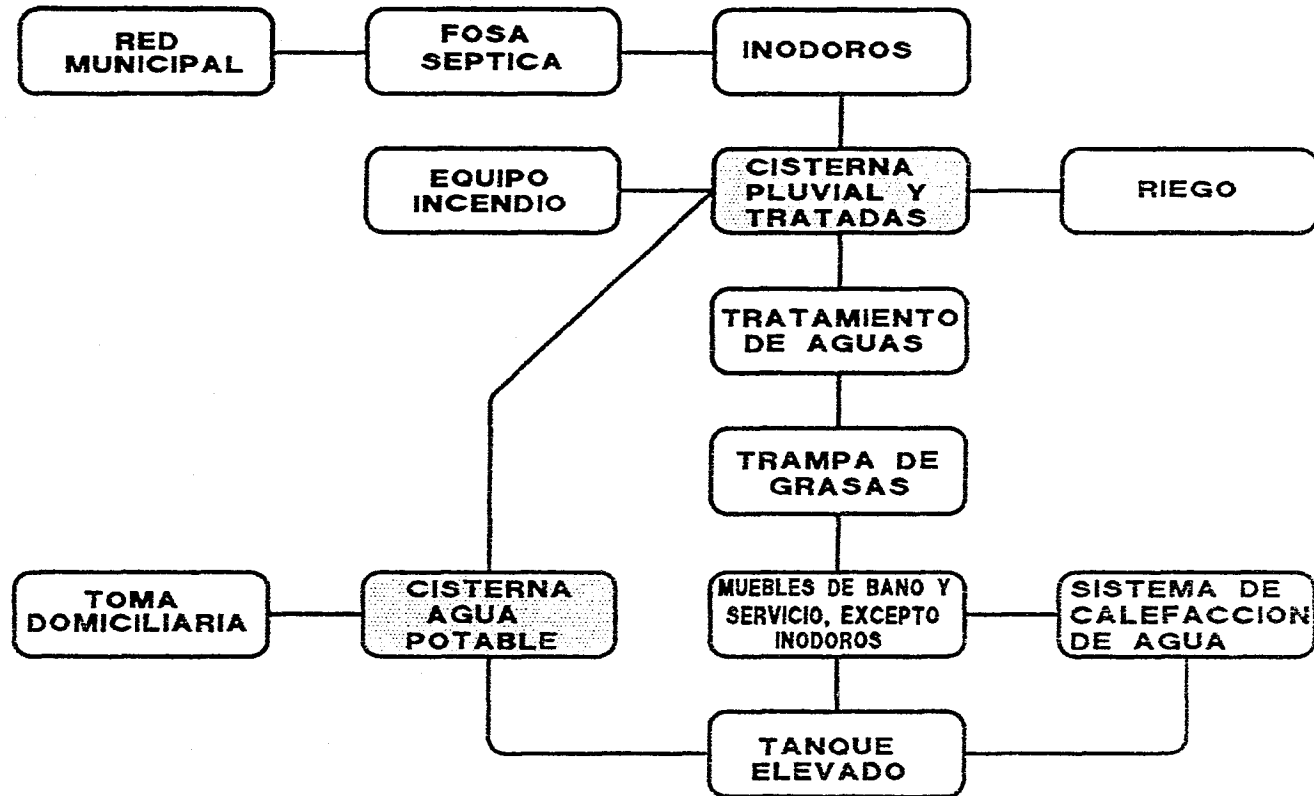 RED
MUNICIPAL
FOSA
SEPTICA
INODOROS
EQUIPO
INCENDIO
CISTERNA
PLUVIAL Y
TRATADAS
RIEGO
TRATAMIENTO
DE AGUAS
TRAMPA DE
GRASAS
TOMA
DOMICILIARIA
CISTERNA
AGUA
POTABLE
MUEBLES DE BANO Y
SERVICIO, EXCEPTO
INODOROS
SISTEMA DE
CALEFACCION
DE AGUA
TANQUE
ELEVADO